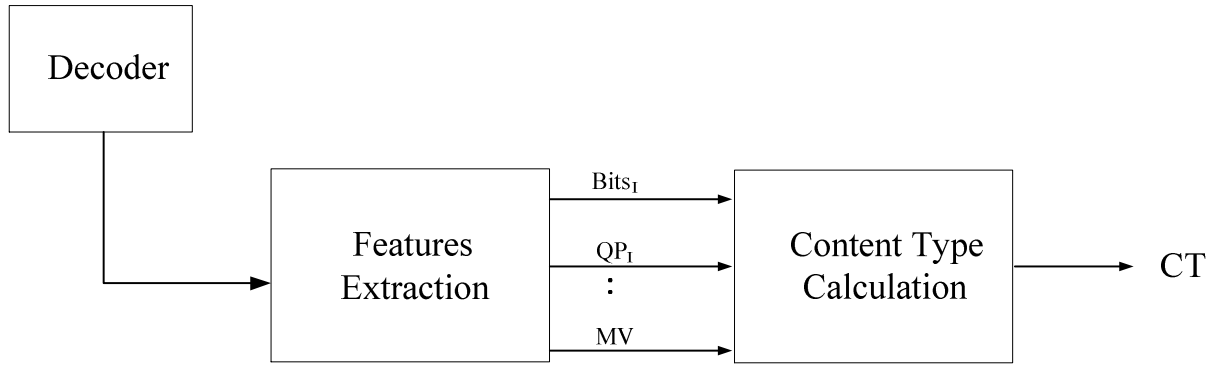 Decoder
Bits_I
Features
Extraction
QP_I
:
MV
Content Type
Calculation
CT